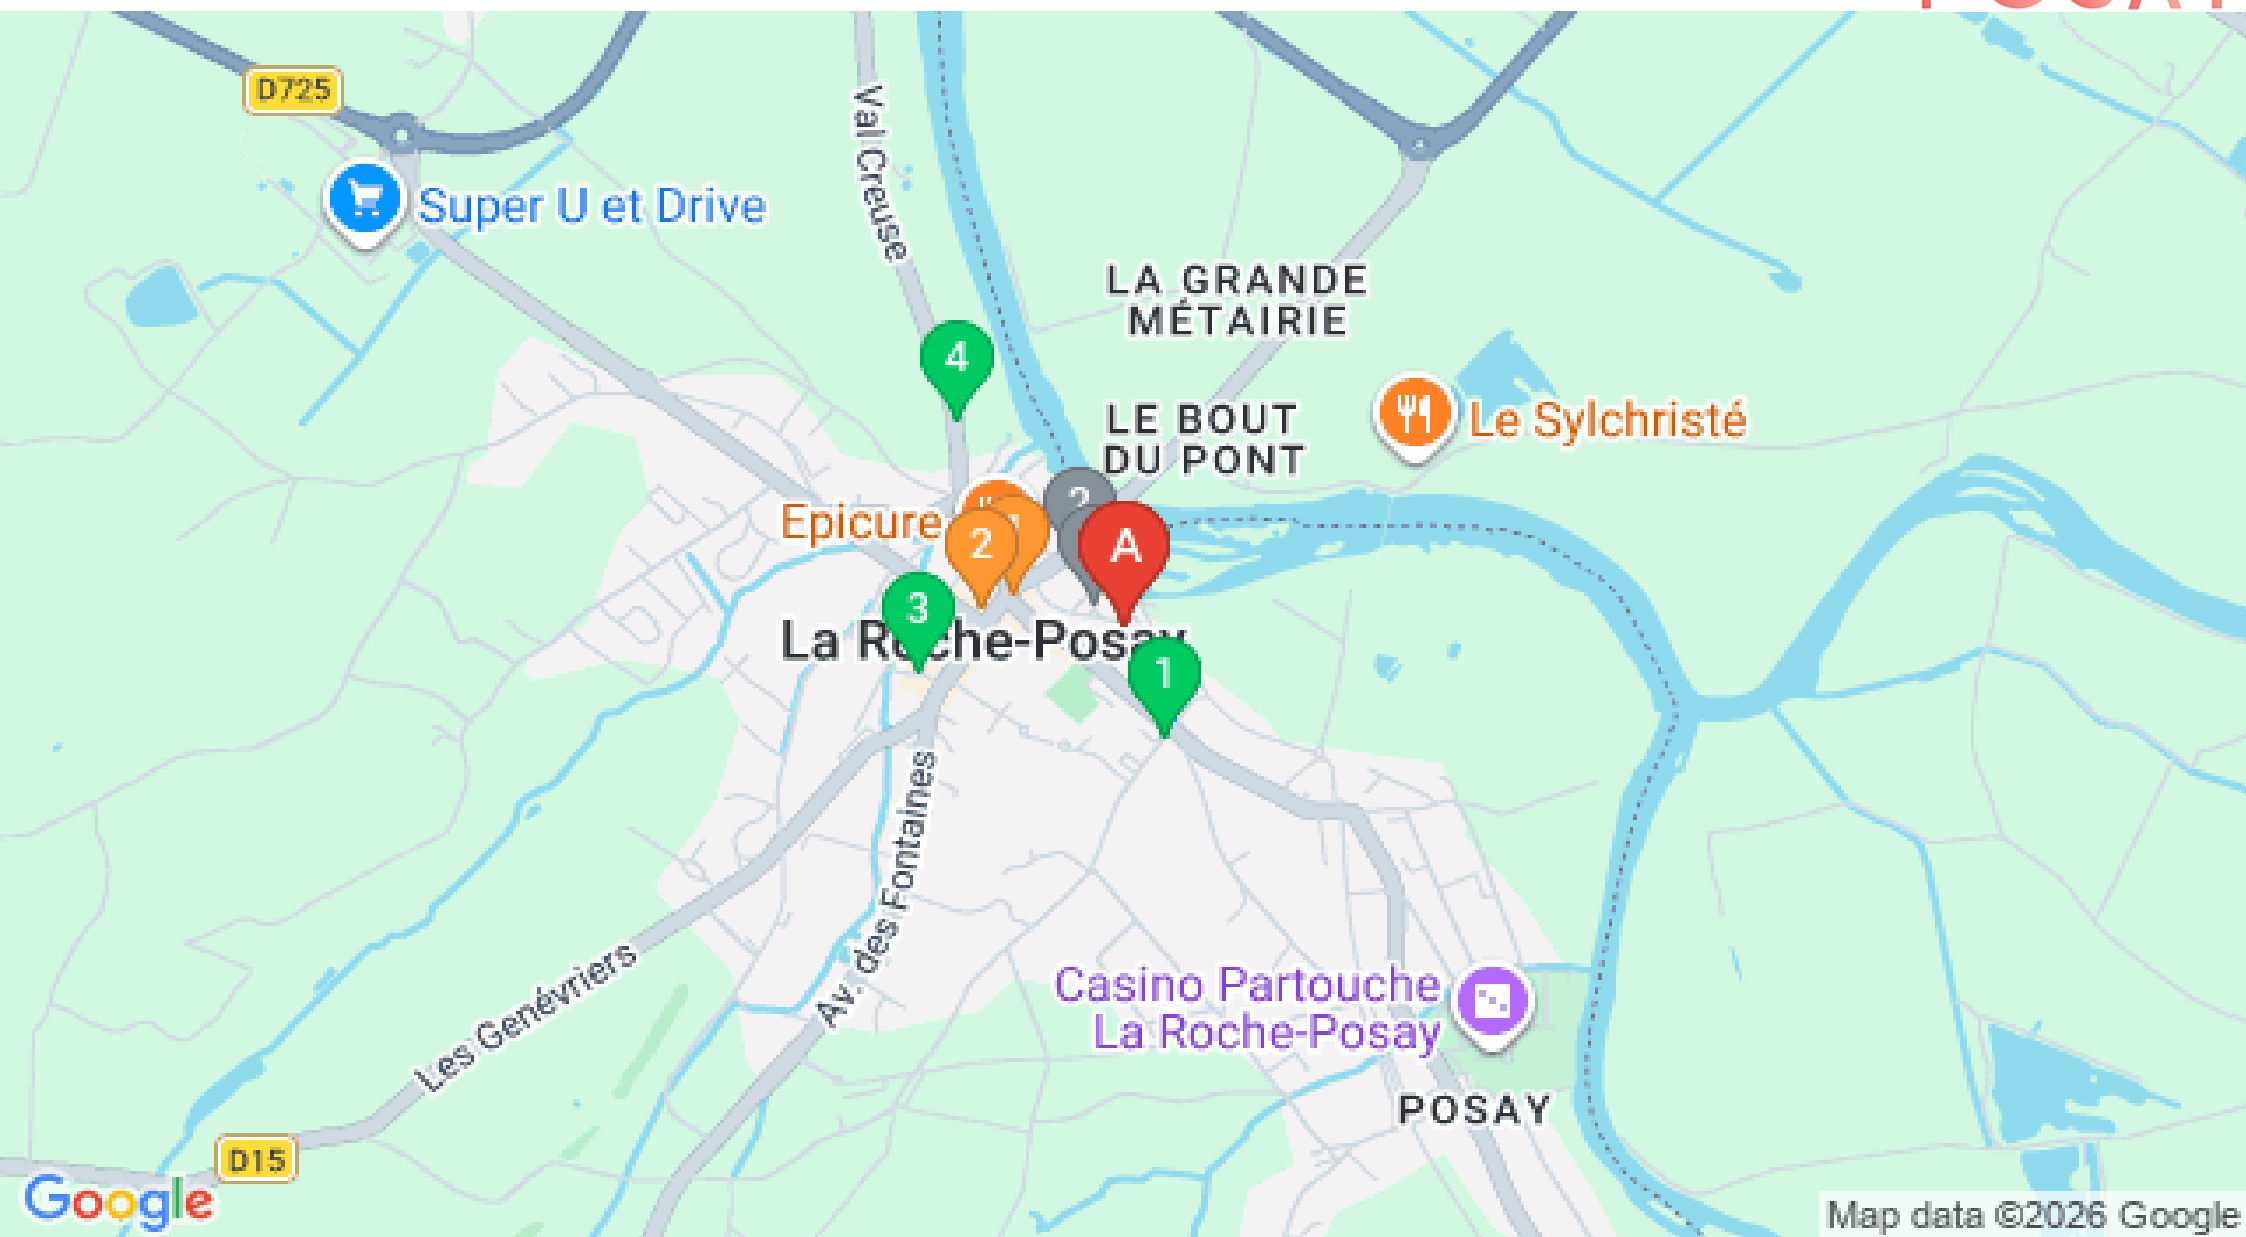 D725
Val Creuse
Super U et Drive
LA GRANDE
MÉTAIRIE
4
LE BOUT
DU PONT
Le Sylchristé
Epicure
2
1
2
A
3
La Roche-Posay
1
Av. des Fontaines
Les Genévriers
Casino Partouche
La Roche-Posay
POSAY
D15
Google
Map data ©2026 Google